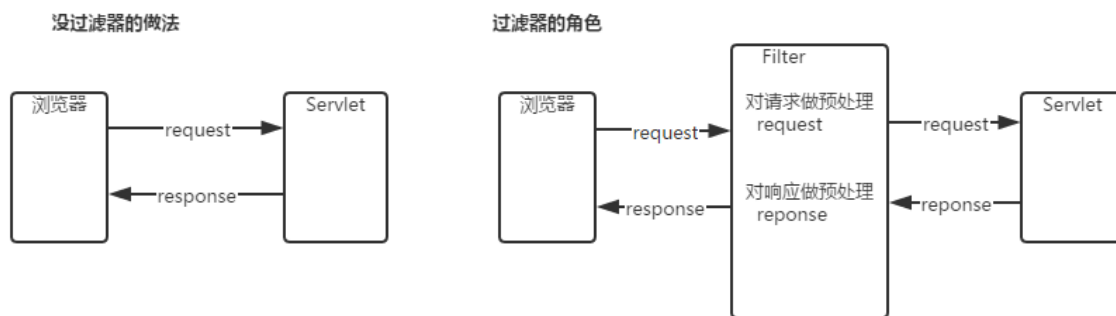 没过滤器的做法
浏览器
Servlet
request
response
过滤器的角色
浏览器
request
response
Filter
对请求做预处理
request
对响应做预处理
reponse
request
reponse
Servlet